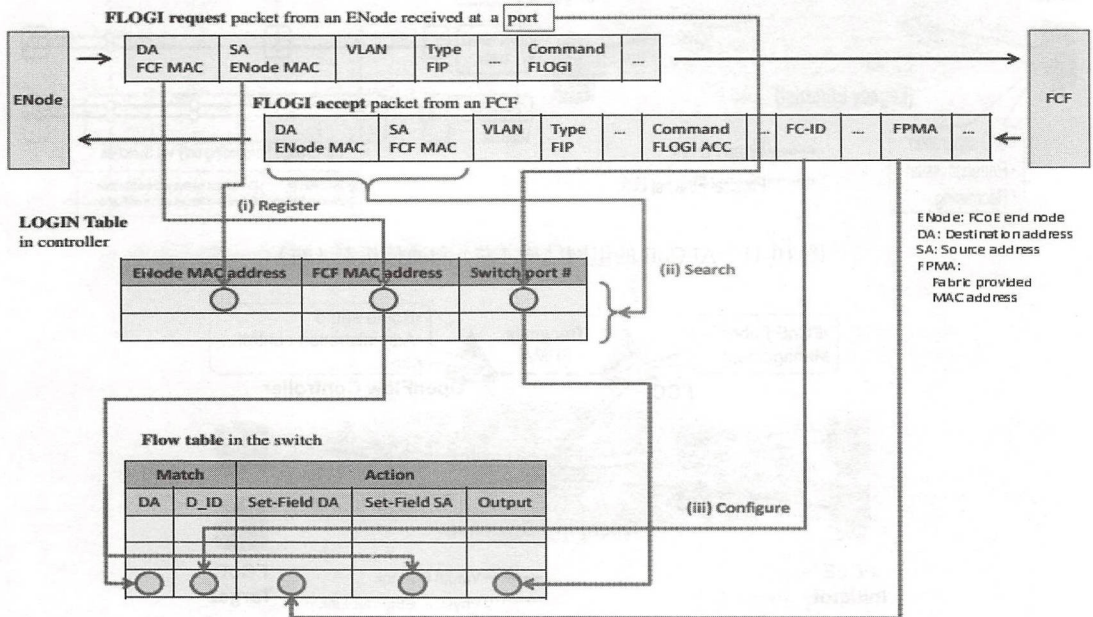 FLOGI request packet from an ENode received at a port
DA
FCF MAC
SA
ENode MAC
VLAN
Type
FIP
...
Command
FLOGI
...
ENode
FCF
FLOGI accept packet from an FCF
DA
ENode MAC
SA
FCF MAC
VLAN
Type
FIP
...
Command
FLOGI ACC
...
FC-ID
...
FPMA
...
(i) Register
LOGIN Table
in controller
ENode: FCoE end node
DA: Destination address
SA: Source address
FPMA:
Fabric provided
MAC address
ENode MAC address
FCF MAC address
Switch port #
(ii) Search
Flow table in the switch
Match
Action
DA
D_ID
Set-Field DA
Set-Field SA
Output
(iii) Configure